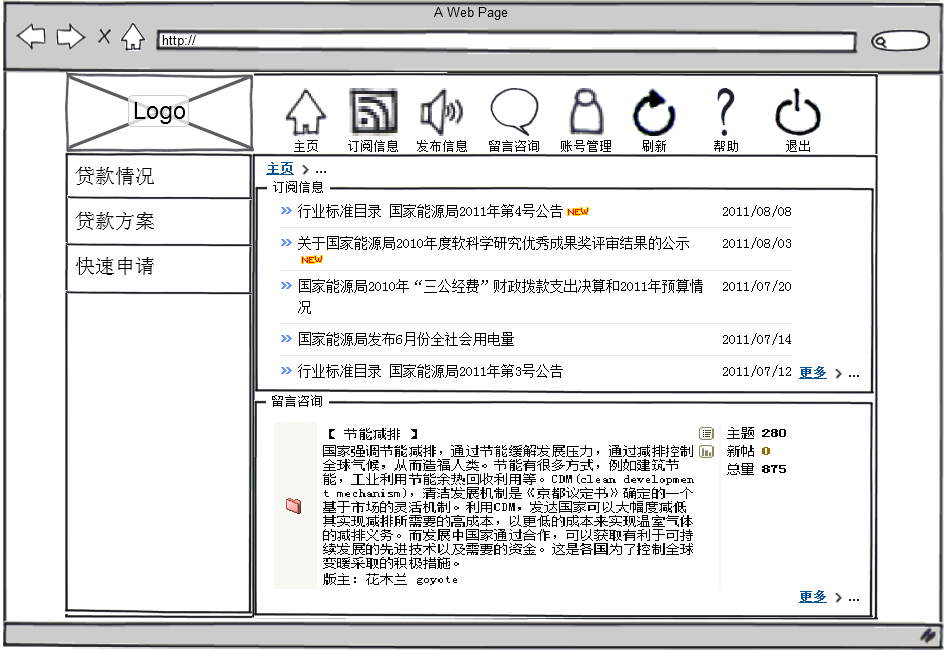 A Web Page
http://
Logo
主页 订阅信息 发布信息 留言咨询 账号管理 刷新 帮助 退出
贷款情况
贷款方案
快速申请
主页 > ...
订阅信息
行业标准目录 国家能源局2011年第4号公告 NEW 2011/08/08
关于国家能源局2010年度软科学研究优秀成果奖评审结果的公示 2011/08/03
NEW
国家能源局2010年“三公经费”财政拨款支出决算和2011年预算情 2011/07/20
况
国家能源局发布6月份全社会用电量 2011/07/14
行业标准目录 国家能源局2011年第3号公告 2011/07/12 更多 > ...
留言咨询
【 节能减排 】 主题 280
国家强调节能减排，通过节能缓解发展压力，通过减排控制 新帖 0
全球气候，从而造福人类。节能有很多方式，例如建筑节 总量 875
能，工业利用节能余热回收利用等。CDM(clean developmen
t mechanism)，清洁发展机制是《京都议定书》确定的一个
基于市场的灵活机制。利用CDM，发达国家可以大幅度减低
其实现减排所需要的高成本，以更低的成本来实现温室气体
的减排义务。而发展中国家通过合作，可以获取有利于可持
续发展的先进技术以及需要的资金。这是各国为了控制全球
变暖采取的积极措施。
版主: 花木兰 goyote
更多 > ...